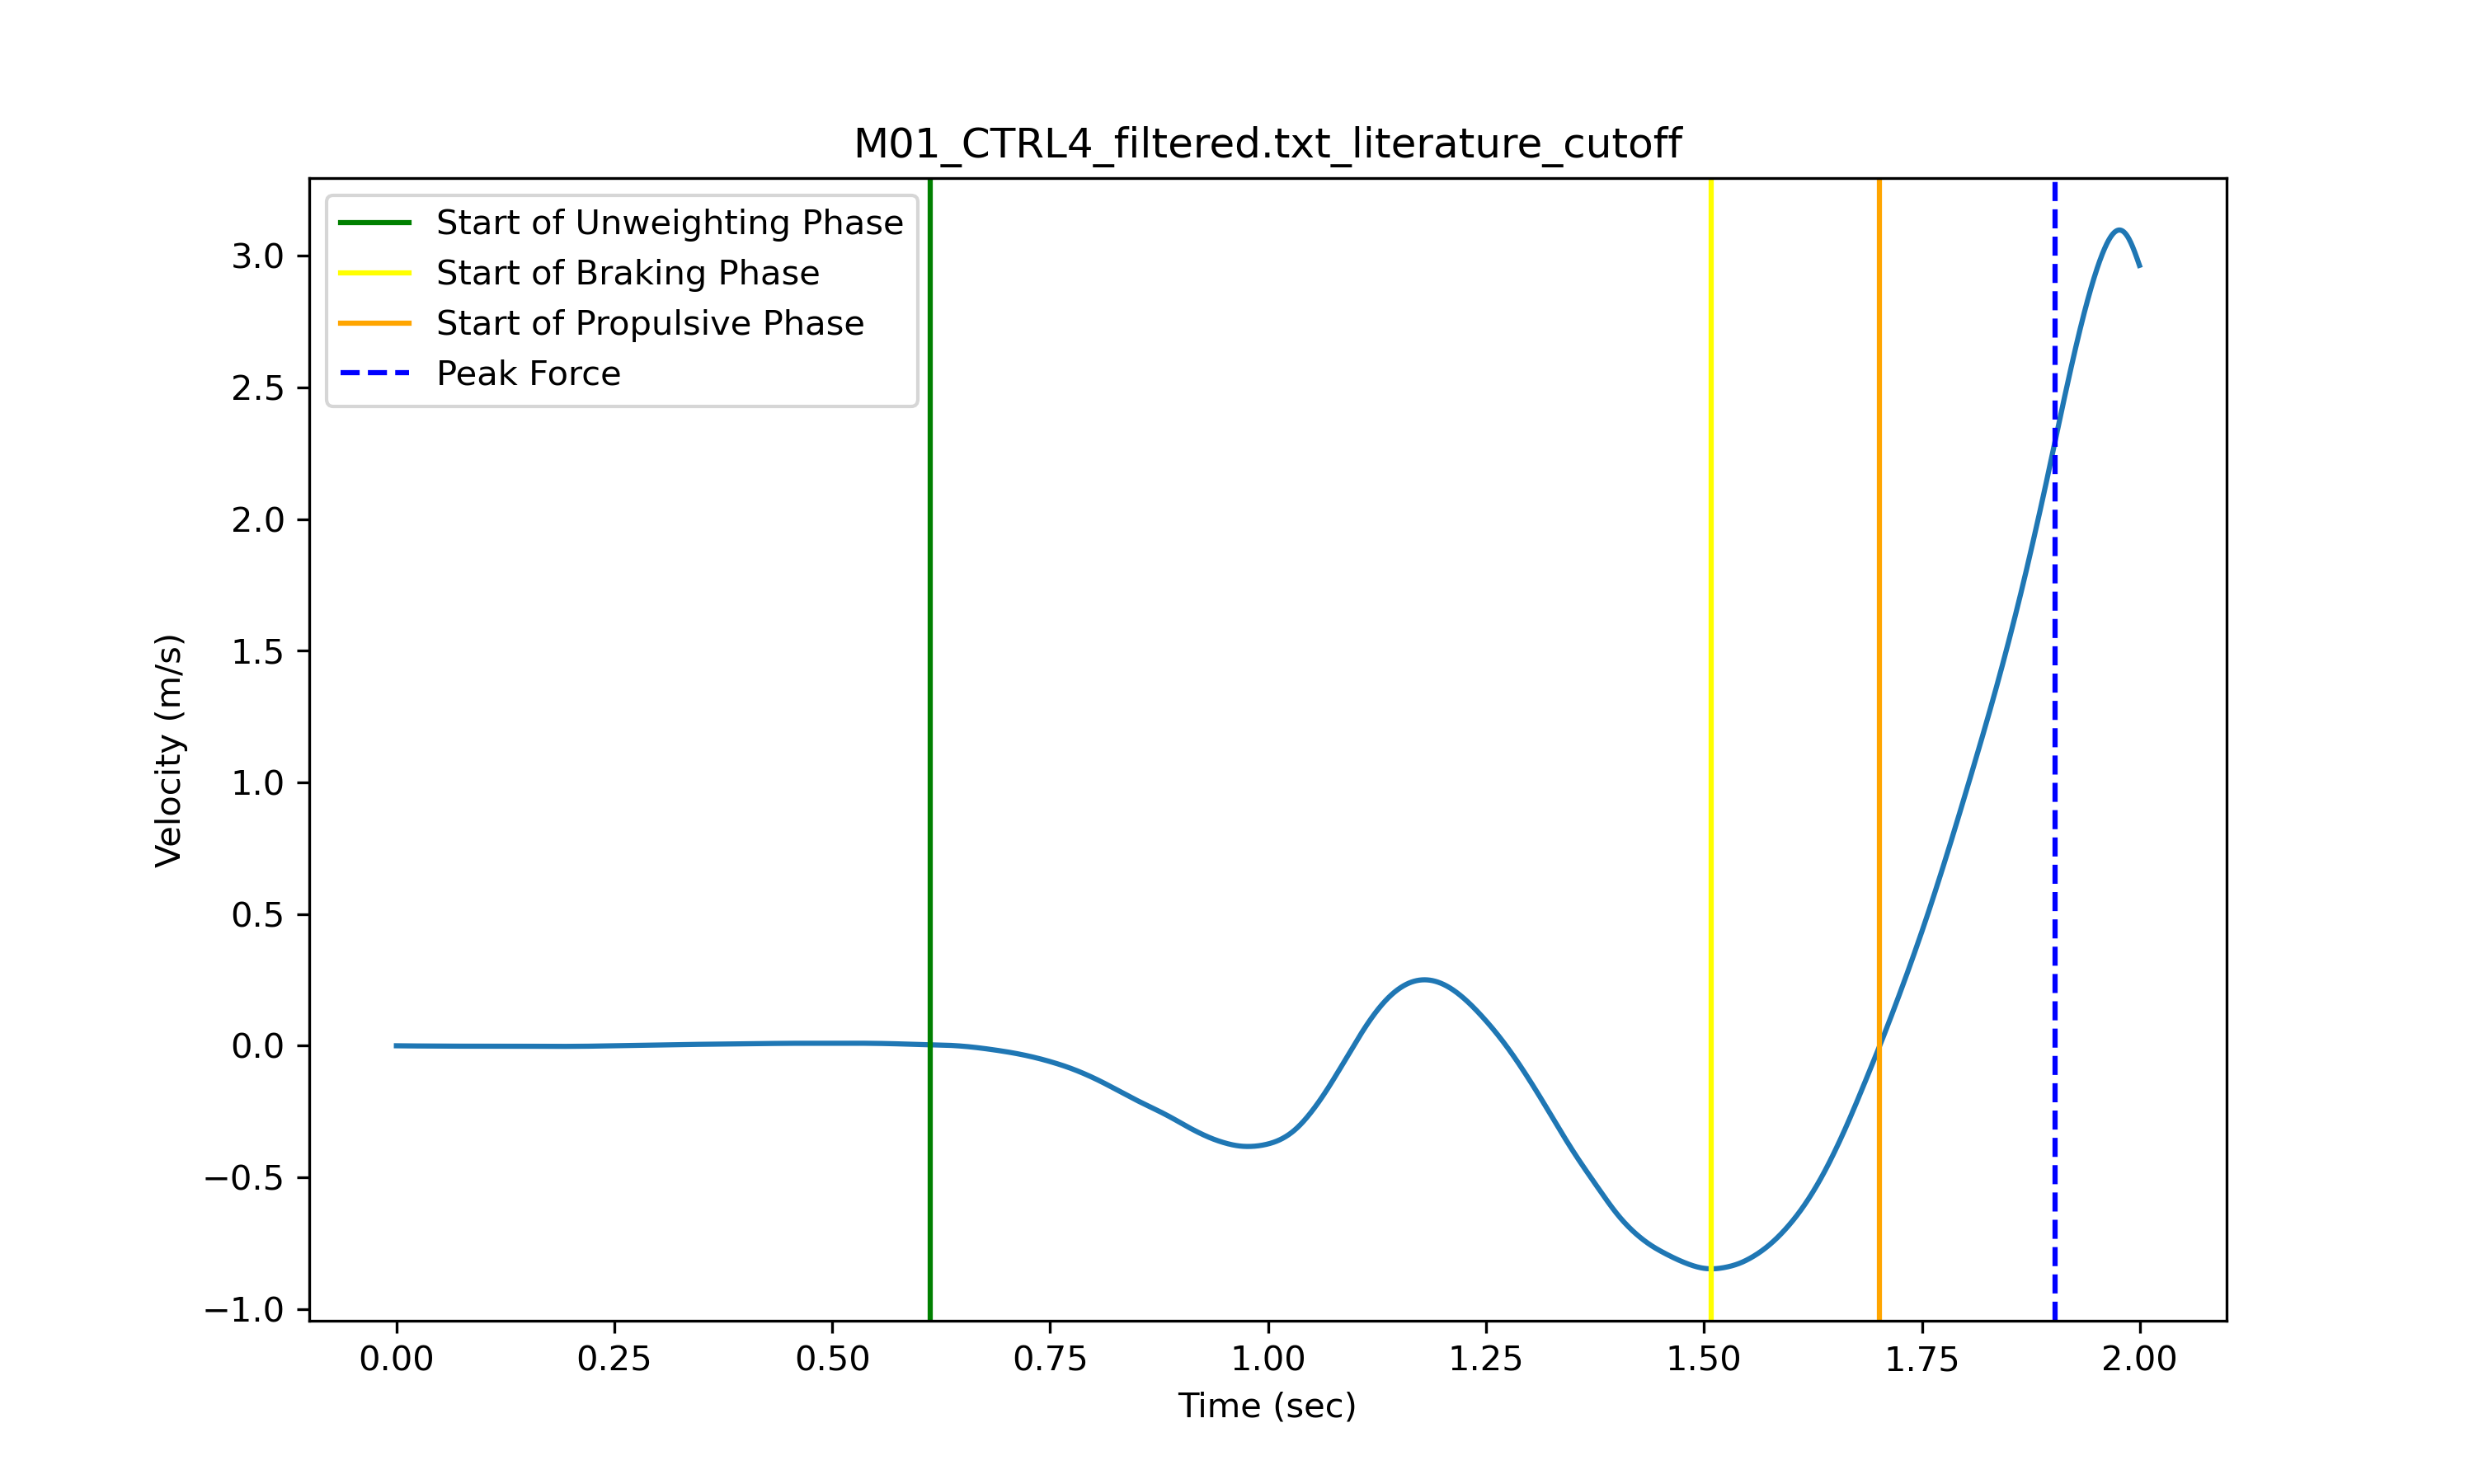 M01_CTRL4_filtered.txt_literature_cutoff
Start of Unweighting Phase
Start of Braking Phase
Start of Propulsive Phase
Peak Force
3.0
2.5
2.0
1.5
1.0
0.5
0.0
−0.5
−1.0
Velocity (m/s)
0.00 0.25 0.50 0.75 1.00 1.25 1.50 1.75 2.00
Time (sec)